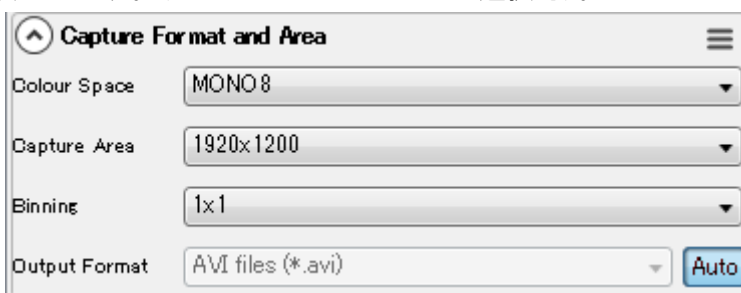 Capture Format and Area
Colour Space MONO8
Capture Area 1920x1200
Binning 1x1
Output Format AVI files (*.avi) Auto